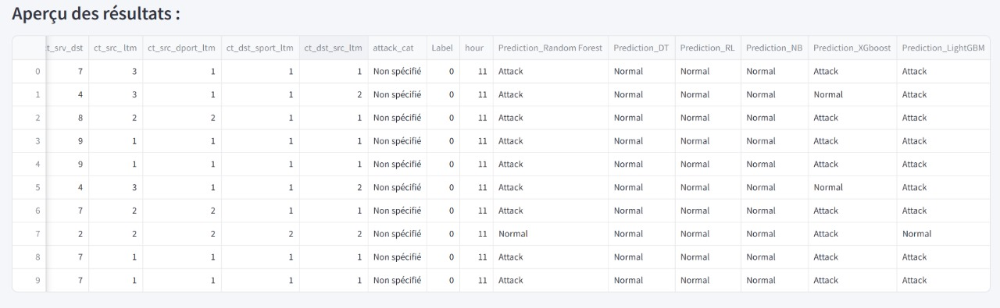 Aperçu des résultats :
ct_srv_dst ct_src_ ltm ct_src_dport_ltm ct_dst_sport_ltm ct_dst_src_ltm attack_cat Label hour Prediction_Random Forest Prediction_DT Prediction_RL Prediction_NB Prediction_XGboost Prediction_LightGBM
0 7 3 1 1 1 Non spécifié 0 11 Attack Normal Normal Normal Attack Attack
1 4 3 1 1 2 Non spécifié 0 11 Attack Normal Normal Normal Normal Attack
2 8 2 2 1 1 Non spécifié 0 11 Attack Normal Normal Normal Attack Attack
3 9 1 1 1 1 Non spécifié 0 11 Attack Normal Normal Normal Attack Attack
4 9 1 1 1 1 Non spécifié 0 11 Attack Normal Normal Normal Attack Attack
5 4 3 1 1 2 Non spécifié 0 11 Attack Normal Normal Normal Normal Attack
6 7 2 2 1 1 Non spécifié 0 11 Attack Normal Normal Normal Attack Attack
7 2 2 2 2 2 Non spécifié 0 11 Normal Normal Normal Normal Attack Normal
8 7 1 1 1 1 Non spécifié 0 11 Attack Normal Normal Normal Attack Attack
9 7 1 1 1 1 Non spécifié 0 11 Attack Normal Normal Normal Attack Attack